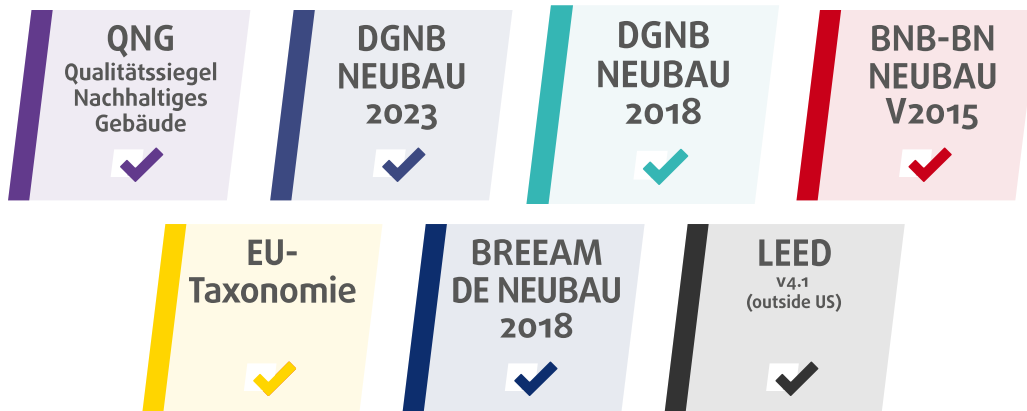 QNG
Qualitätssiegel
Nachhaltiges
Gebäude
DGNB
NEUBAU
2023
DGNB
NEUBAU
2018
BNB-BN
NEUBAU
V2015
EU-
Taxonomie
BREEAM
DE NEUBAU
2018
LEED
v4.1
(outside US)